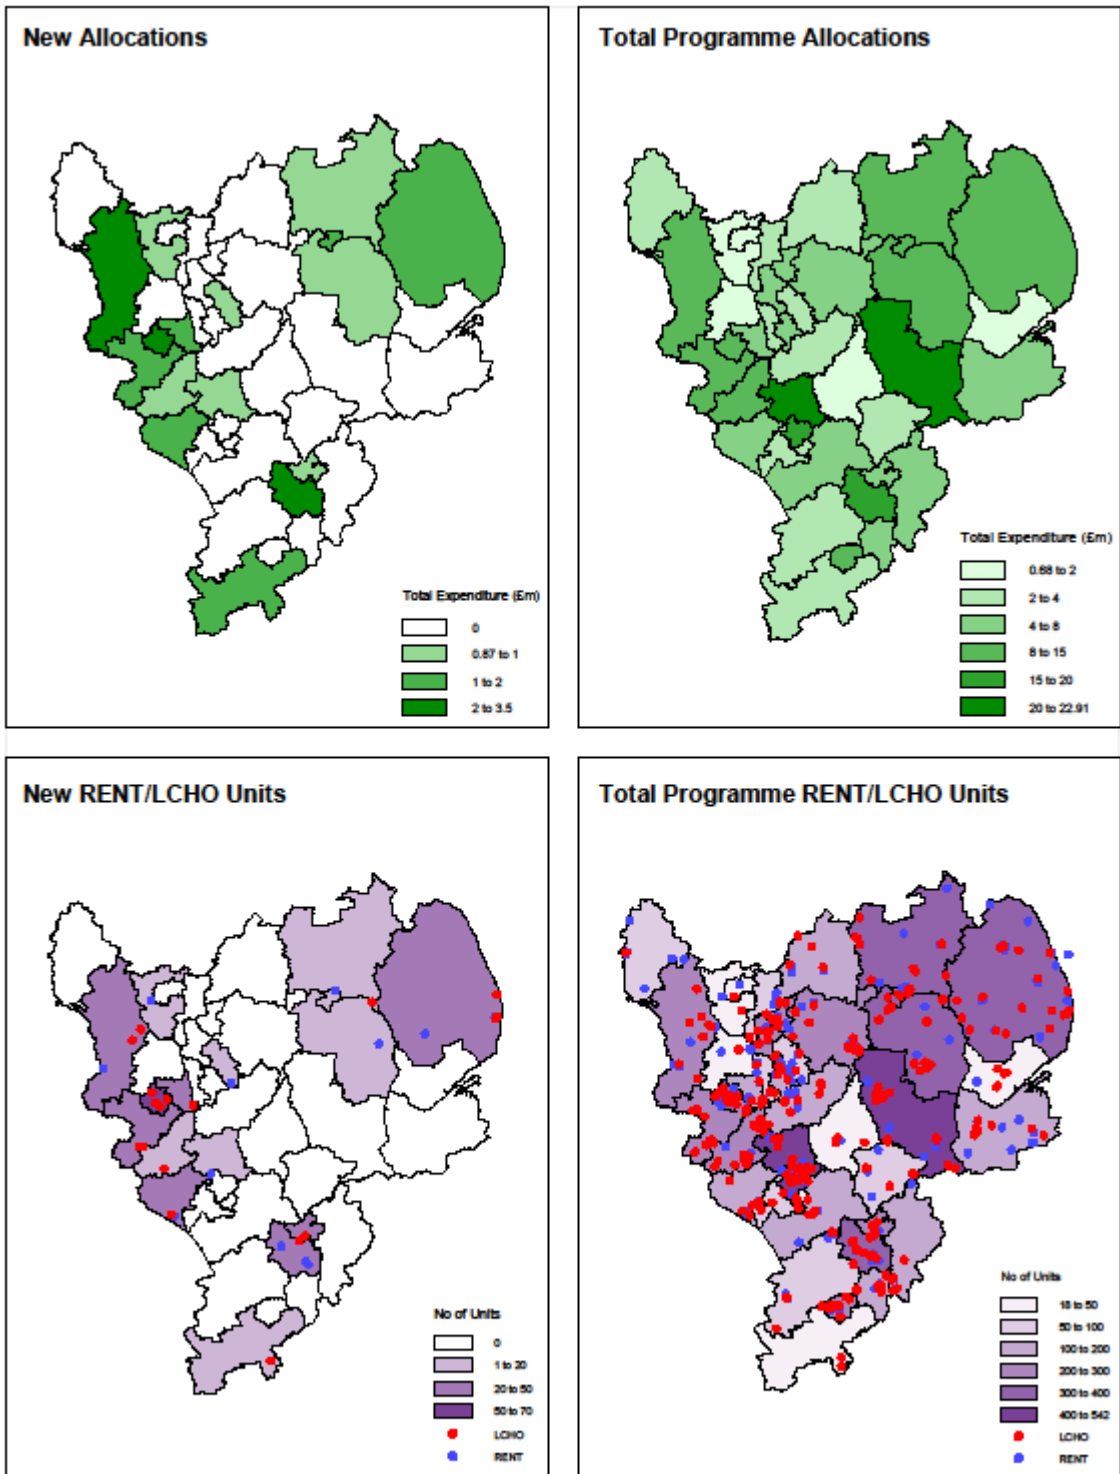 New Allocations
Total Expenditure (£m)
0
0.87 to 1
1 to 2
2 to 3.5
Total Programme Allocations
Total Expenditure (£m)
0.68 to 2
2 to 4
4 to 8
8 to 15
15 to 20
20 to 22.91
New RENT/LCHO Units
No of Units
0
1 to 20
20 to 50
50 to 70
LCHO
RENT
Total Programme RENT/LCHO Units
No of Units
18 to 50
50 to 100
100 to 200
200 to 300
300 to 400
400 to 542
LCHO
RENT